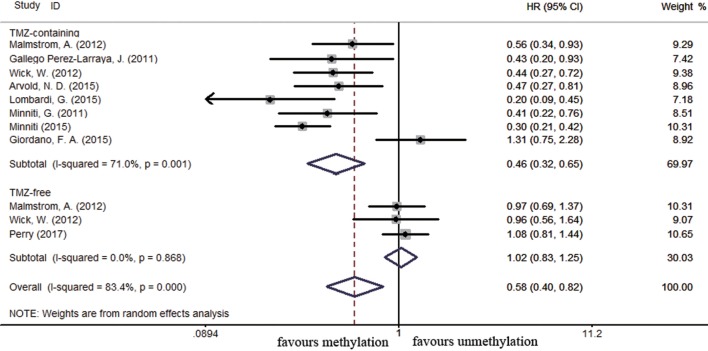 Study ID HR (95% CI) Weight %
TMZ-containing
Malmstrom, A. (2012) 0.56 (0.34, 0.93) 9.29
Gallego Perez-Larraya, J. (2011) 0.43 (0.20, 0.93) 7.42
Wick, W. (2012) 0.44 (0.27, 0.72) 9.38
Arvold, N. D. (2015) 0.47 (0.27, 0.81) 8.96
Lombardi, G. (2015) 0.20 (0.09, 0.45) 7.18
Minniti, G. (2011) 0.41 (0.22, 0.76) 8.51
Minniti (2015) 0.30 (0.21, 0.42) 10.31
Giordano, F. A. (2015) 1.31 (0.75, 2.28) 8.92
Subtotal (I-squared = 71.0%, p = 0.001) 0.46 (0.32, 0.65) 69.97
TMZ-free
Malmstrom, A. (2012) 0.97 (0.69, 1.37) 10.31
Wick, W. (2012) 0.96 (0.56, 1.64) 9.07
Perry (2017) 1.08 (0.81, 1.44) 10.65
Subtotal (I-squared = 0.0%, p = 0.868) 1.02 (0.83, 1.25) 30.03
Overall (I-squared = 83.4%, p = 0.000) 0.58 (0.40, 0.82) 100.00
NOTE: Weights are from random effects analysis
.0894 1 11.2
favours methylation favours unmethylation